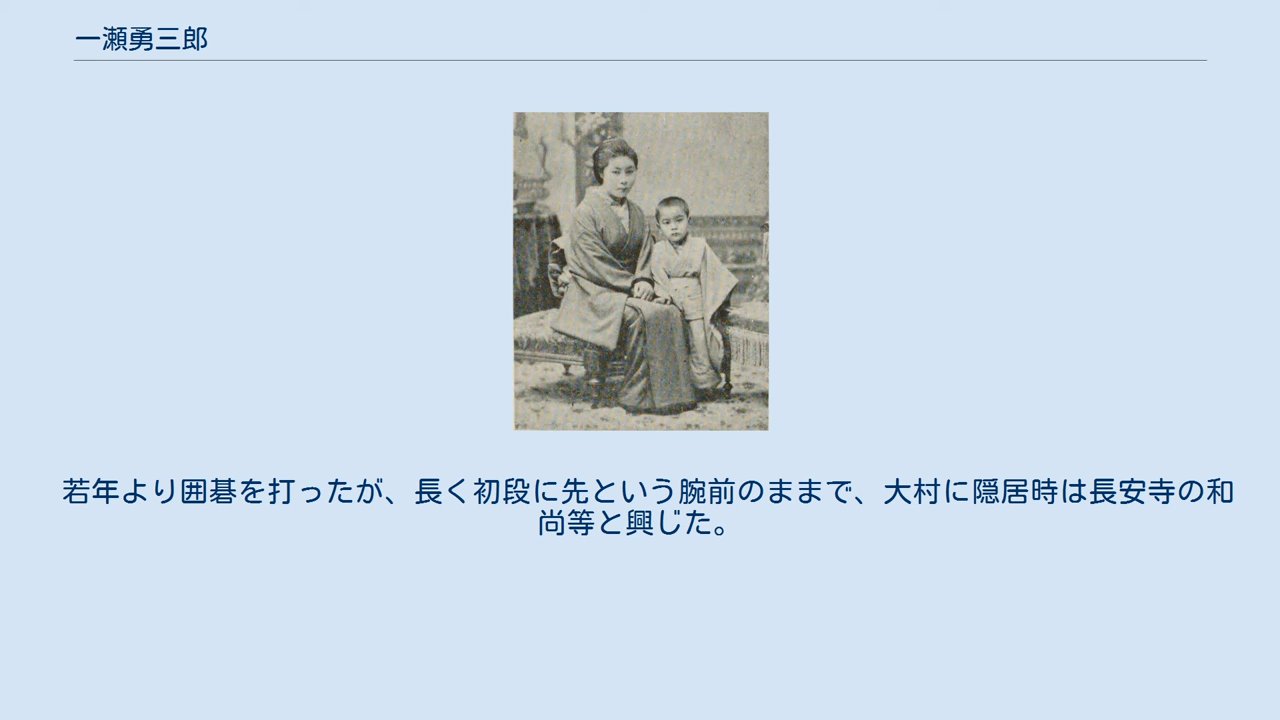 一瀬勇三郎
若年より囲碁を打ったが、長く初段に先という腕前のままで、大村に隠居時は長安寺の和
尚等と興じた。